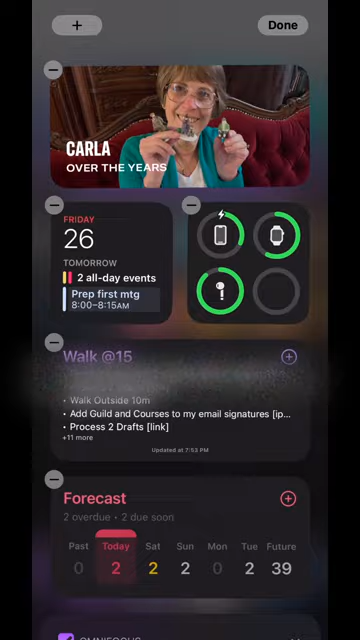 +
Done
CARLA
OVER THE YEARS
FRIDAY
26
TOMORROW
2 all-day events
Prep first mtg
8:00–8:15AM
Walk @15
• Walk Outside 10m
• Add Guild and Courses to my email signatures [ip...
• Process 2 Drafts [link]
+11 more
Updated at 7:53 PM
Forecast
2 overdue • 2 due soon
Past Today Sat Sun Mon Tue Future
0 2 2 2 0 2 39
OMNIFOCUS